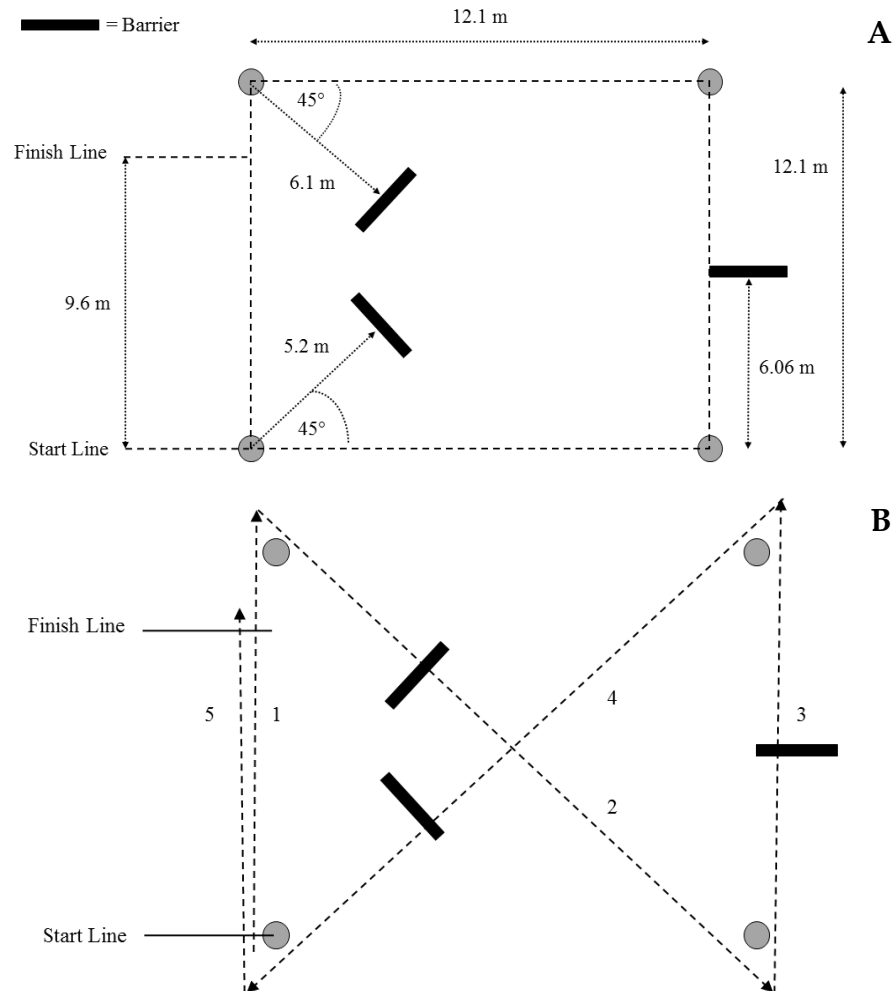 = Barrier
12.1 m
A
45°
Finish Line
6.1 m
12.1 m
9.6 m
5.2 m
6.06 m
45°
Start Line
B
Finish Line
5
1
4
3
2
Start Line